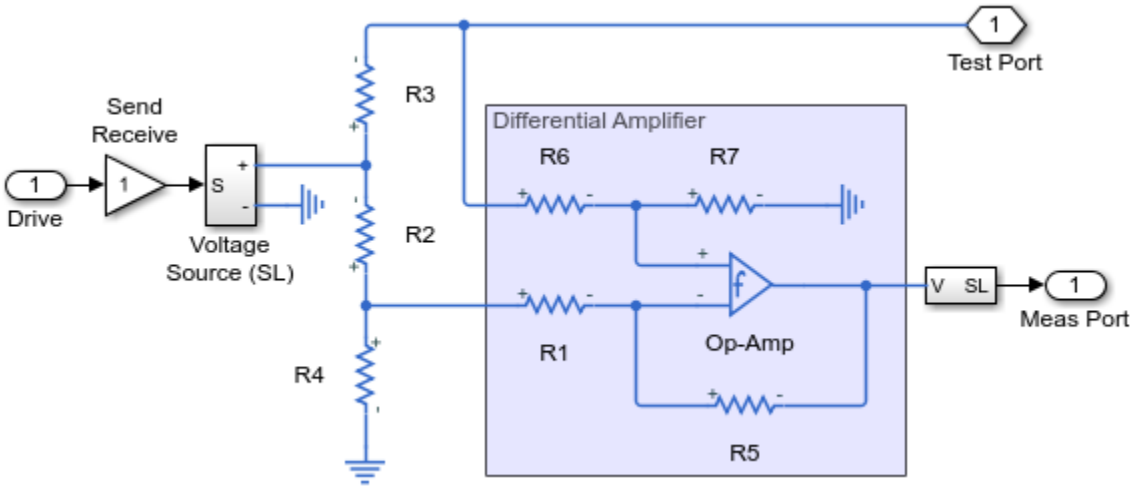 1
Test Port
R3
Send
Receive
Differential Amplifier
R6
R7
+
-
+
-
-
+
1
Drive
1
S
+
-
Voltage
Source (SL)
-
+
R2
+
-
f
Op-Amp
+
-
R1
V SL
1
Meas Port
R4
+
-
+
-
R5